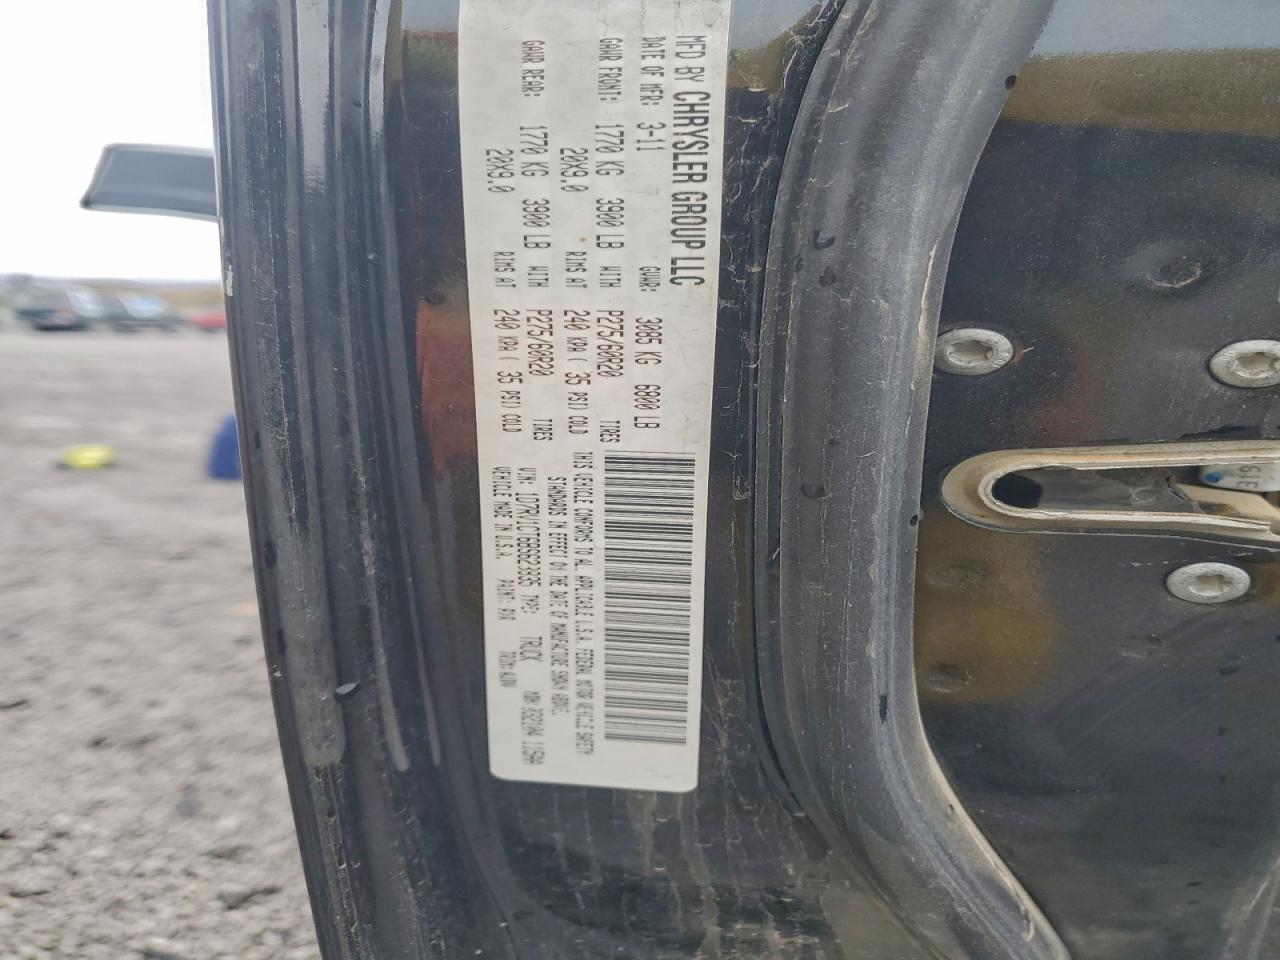 MFD BY CHRYSLER GROUP LLC
DATE OF MFR: 3-11 GVWR: 3085 KG 6800 LB
GAWR FRONT: 1770 KG 3900 LB WITH P275/60R20 TIRES
20X9.0 RIMS AT 240 KPA ( 35 PSI) COLD
GAWR REAR: 1770 KG 3900 LB WITH P275/60R20 TIRES
20X9.0 RIMS AT 240 KPA ( 35 PSI) COLD
THIS VEHICLE CONFORMS TO ALL APPLICABLE U.S.A. FEDERAL MOTOR VEHICLE SAFETY
STANDARDS IN EFFECT ON THE DATE OF MANUFACTURE SHOWN ABOVE.
VIN: 1D7RV1CT6BS623935 TYPE: TRUCK
VEHICLE MADE IN U.S.A. PAINT: